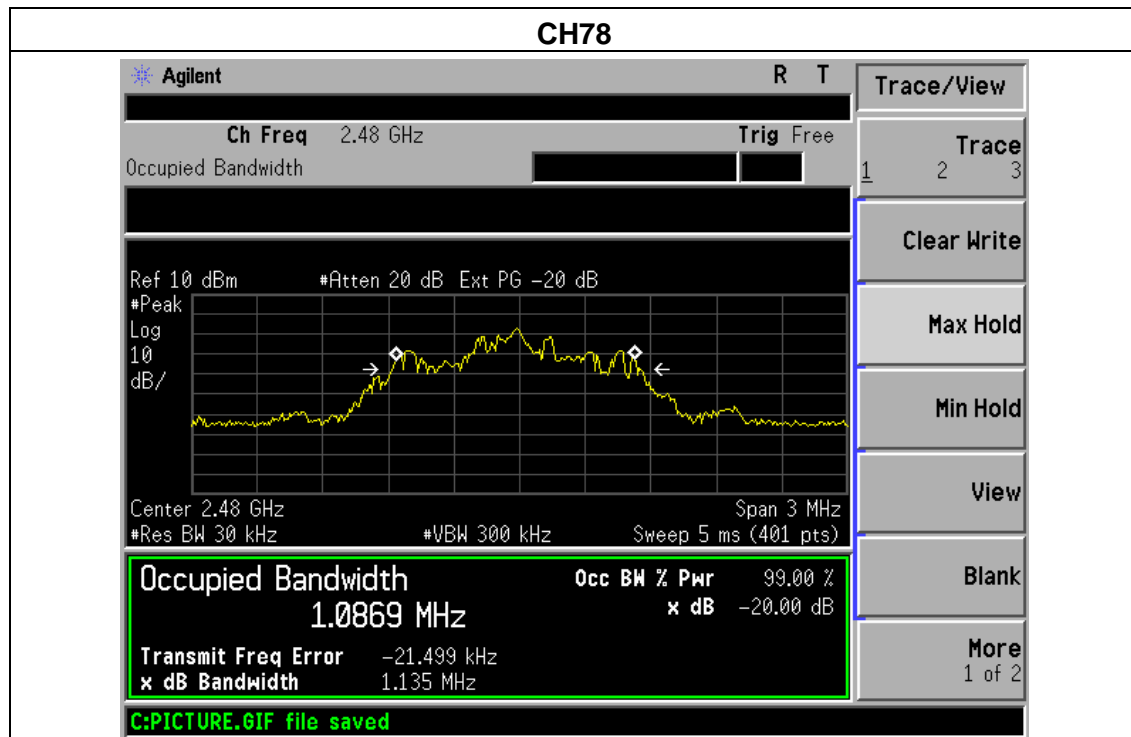 CH78
Agilent R T
Trace/View
Ch Freq 2.48 GHz Trig Free
Occupied Bandwidth
Trace
1 2 3
Clear Write
Ref 10 dBm #Atten 20 dB Ext PG -20 dB
#Peak
Log
10
dB/
Max Hold
Min Hold
View
Center 2.48 GHz Span 3 MHz
#Res BW 30 kHz #VBW 300 kHz Sweep 5 ms (401 pts)
Occupied Bandwidth Occ BW % Pwr 99.00 %
1.0869 MHz x dB -20.00 dB
Blank
Transmit Freq Error -21.499 kHz
x dB Bandwidth 1.135 MHz
More
1 of 2
C:PICTURE.GIF file saved